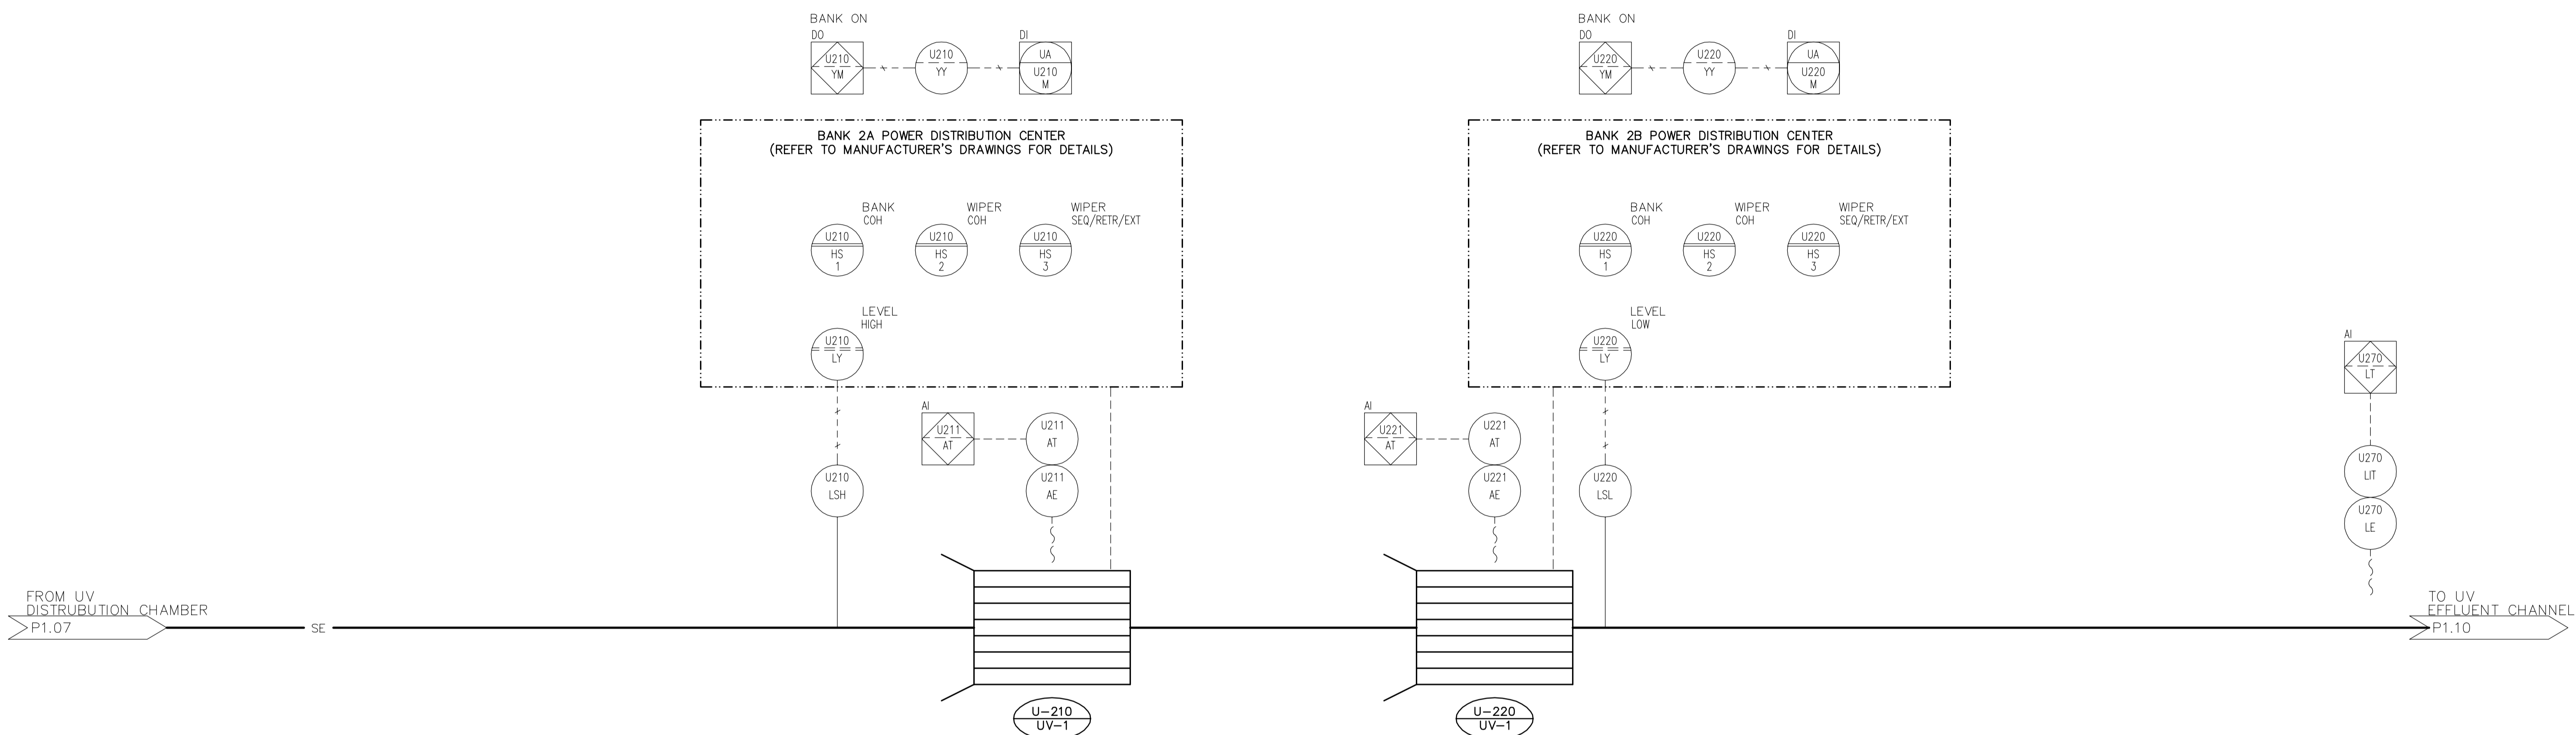 BANK ON
DO
U210
YM
U210
YY
DI
UA
U210
M
BANK ON
DO
U220
YM
U220
YY
DI
UA
U220
M
BANK 2A POWER DISTRIBUTION CENTER
(REFER TO MANUFACTURER'S DRAWINGS FOR DETAILS)
BANK
COH
U210
HS
1
WIPER
COH
U210
HS
2
WIPER
SEQ/RETR/EXT
U210
HS
3
LEVEL
HIGH
U210
LY
BANK 2B POWER DISTRIBUTION CENTER
(REFER TO MANUFACTURER'S DRAWINGS FOR DETAILS)
BANK
COH
U220
HS
1
WIPER
COH
U220
HS
2
WIPER
SEQ/RETR/EXT
U220
HS
3
LEVEL
LOW
U220
LY
AI
U270
LT
AI
U211
AT
U211
AT
AI
U221
AT
U221
AT
U210
LSH
U211
AE
U221
AE
U220
LSL
U270
LIT
U270
LE
FROM UV
DISTRUBUTION CHAMBER
P1.07
SE
TO UV
EFFLUENT CHANNEL
P1.10
U-210
UV-1
U-220
UV-1